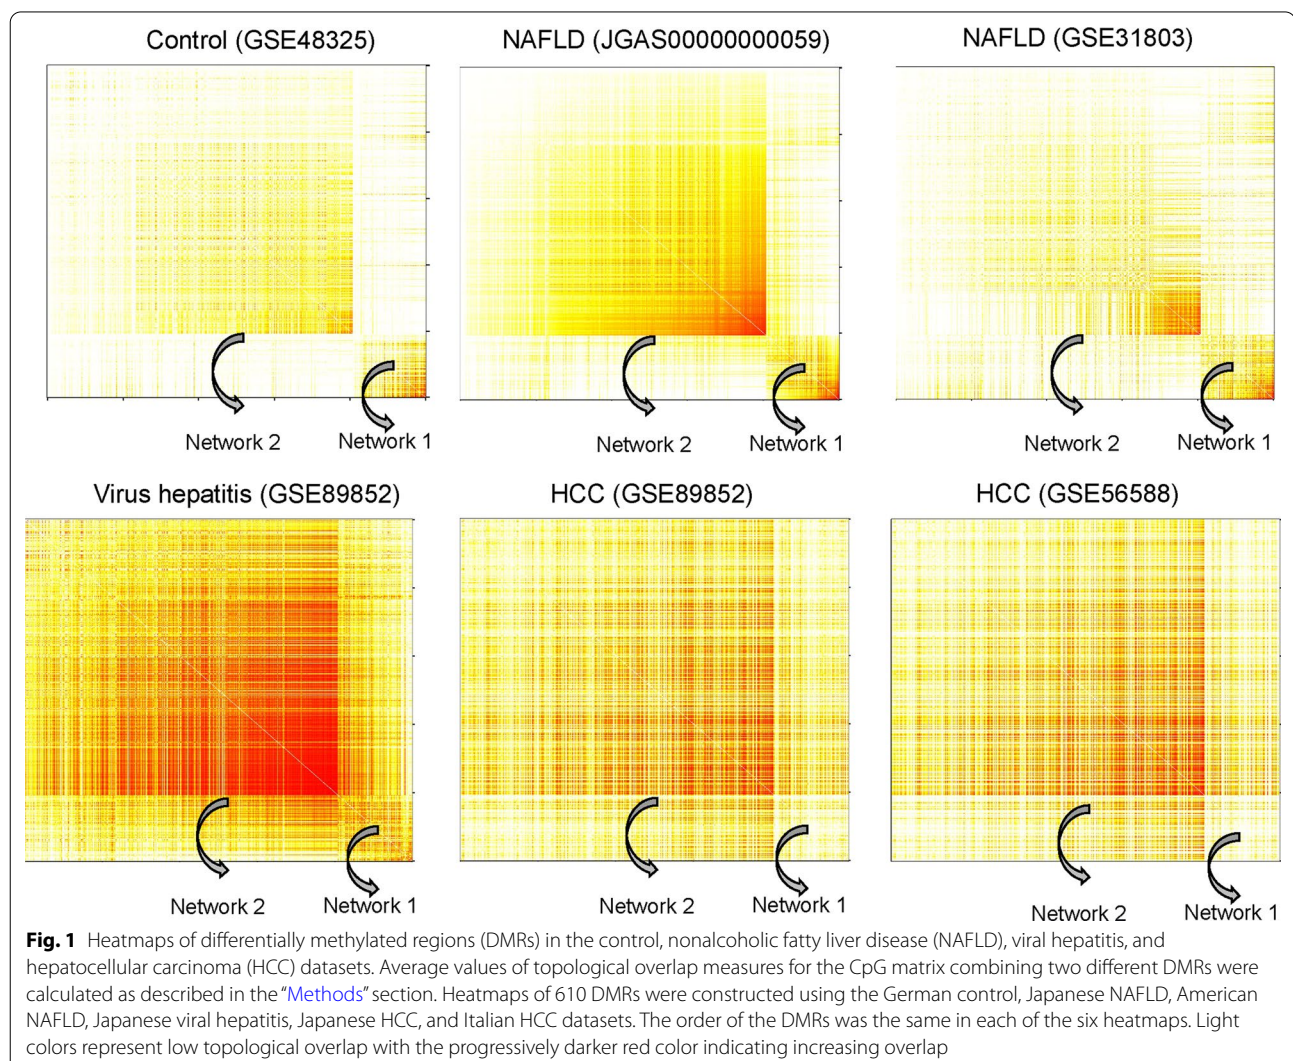 Control (GSE48325)
NAFLD (JGAS00000000059)
NAFLD (GSE31803)
Network 2
Network 1
Network 2
Network 1
Network 2
Network 1
Virus hepatitis (GSE89852)
HCC (GSE89852)
HCC (GSE56588)
Network 2
Network 1
Network 2
Network 1
Network 2
Network 1
Fig. 1 Heatmaps of differentially methylated regions (DMRs) in the control, nonalcoholic fatty liver disease (NAFLD), viral hepatitis, and
hepatocellular carcinoma (HCC) datasets. Average values of topological overlap measures for the CpG matrix combining two different DMRs were
calculated as described in the “Methods” section. Heatmaps of 610 DMRs were constructed using the German control, Japanese NAFLD, American
NAFLD, Japanese viral hepatitis, Japanese HCC, and Italian HCC datasets. The order of the DMRs was the same in each of the six heatmaps. Light
colors represent low topological overlap with the progressively darker red color indicating increasing overlap